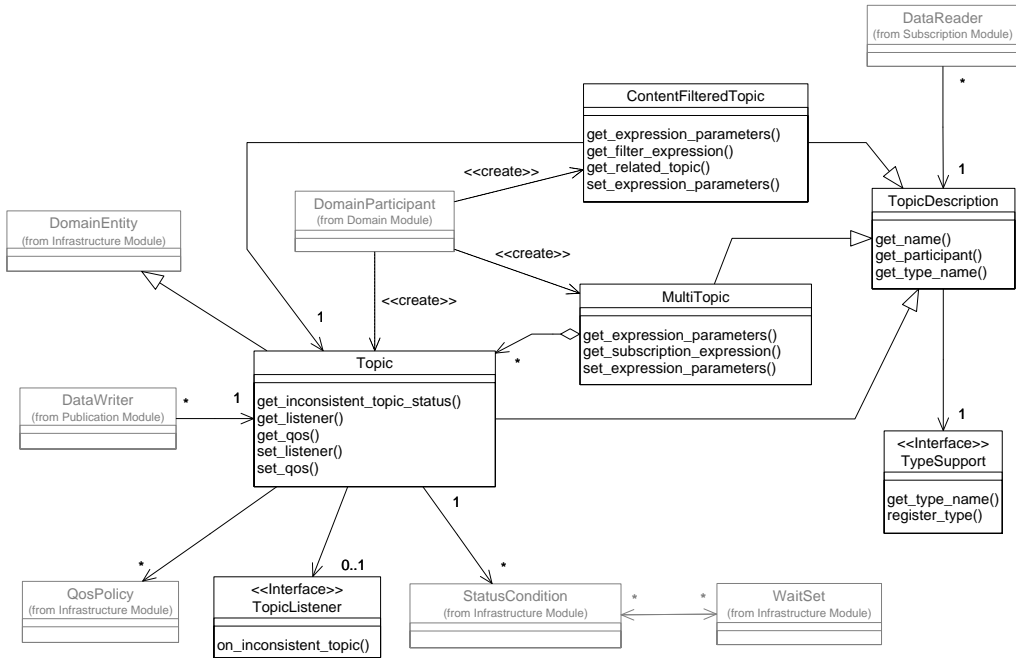 DataReader
(from Subscription Module)
*
1
ContentFilteredTopic
get_expression_parameters()
get_filter_expression()
get_related_topic()
set_expression_parameters()
<<create>>
DomainParticipant
(from Domain Module)
TopicDescription
get_name()
get_participant()
get_type_name()
DomainEntity
(from Infrastructure Module)
<<create>>
<<create>>
MultiTopic
get_expression_parameters()
get_subscription_expression()
set_expression_parameters()
1
*
Topic
get_inconsistent_topic_status()
get_listener()
get_qos()
set_listener()
set_qos()
DataWriter
(from Publication Module)
*
1
1
<<Interface>>
TypeSupport
get_type_name()
register_type()
1
*
0..1
*
QosPolicy
(from Infrastructure Module)
<<Interface>>
TopicListener
on_inconsistent_topic()
StatusCondition
(from Infrastructure Module)
*
*
WaitSet
(from Infrastructure Module)